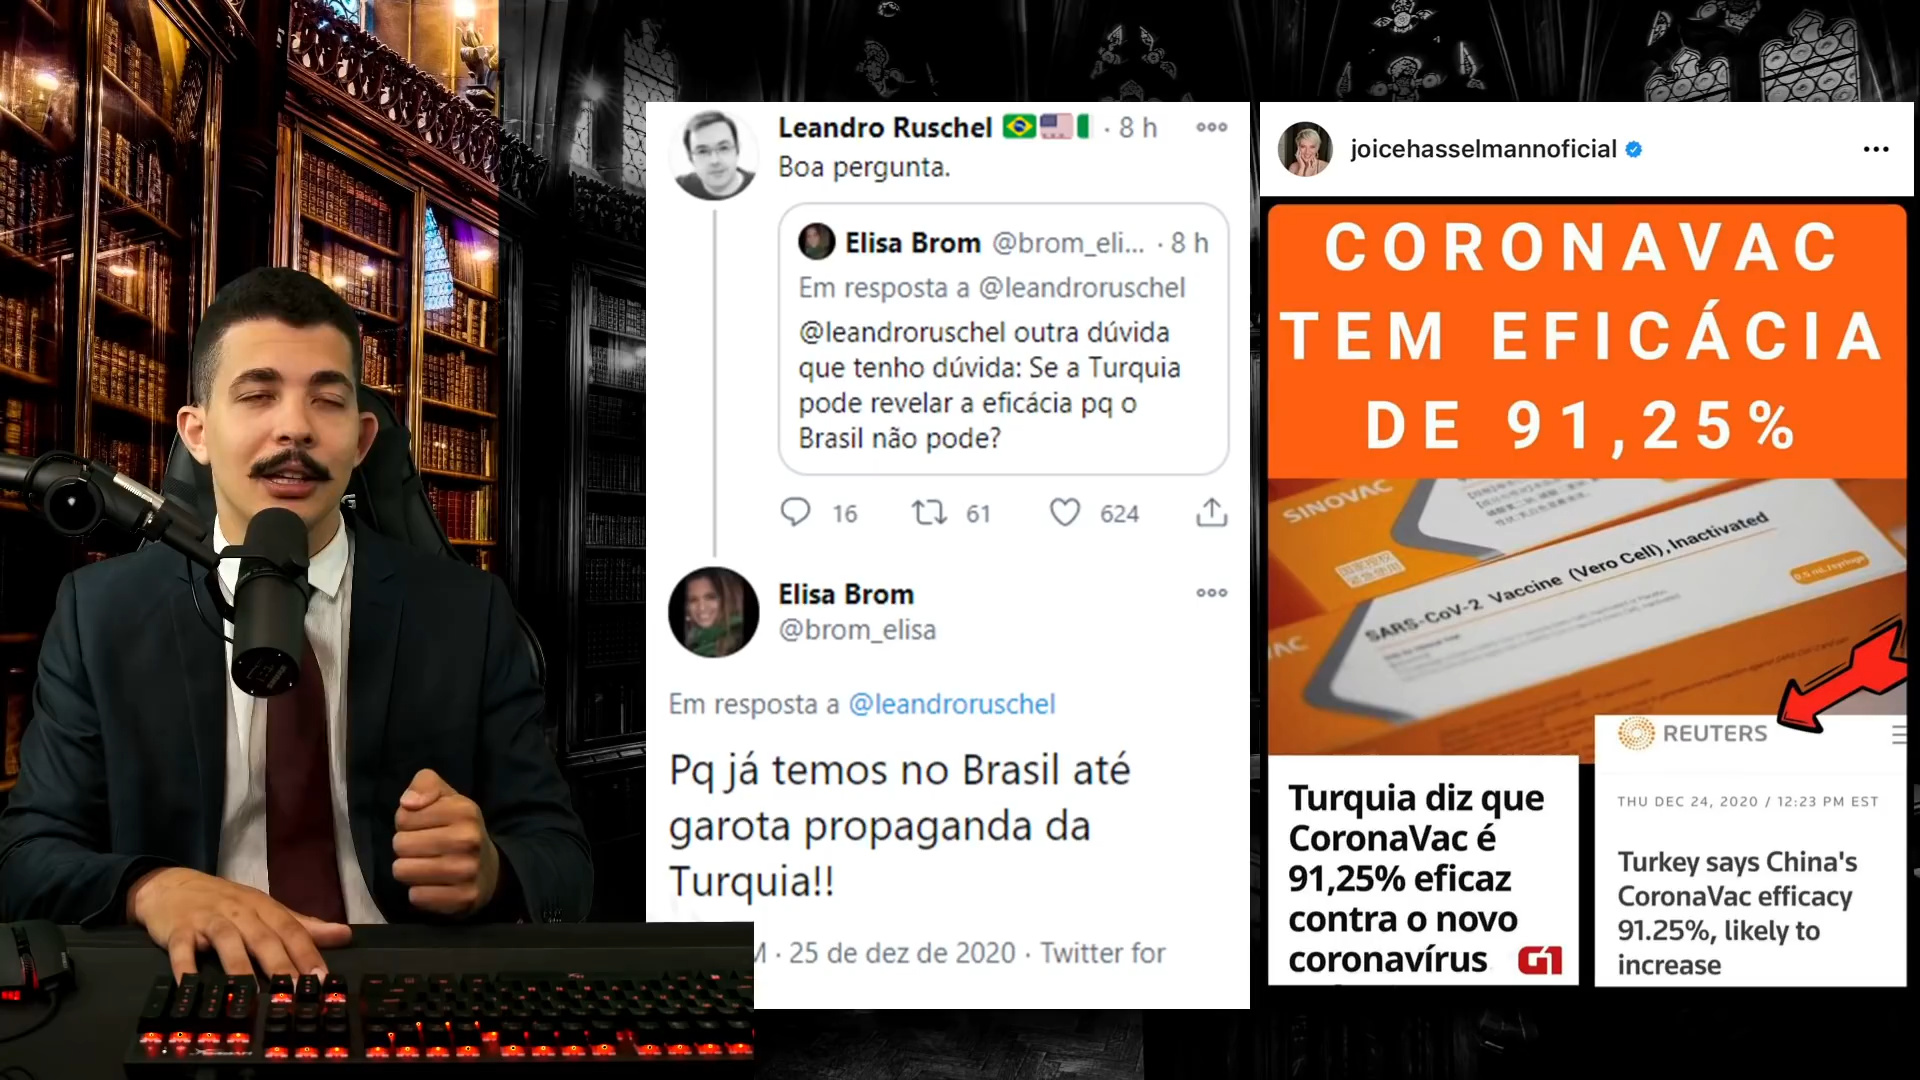 Leandro Ruschel 🇧🇷🇺🇸 · 8 h
Boa pergunta.
Elisa Brom @brom_eli... · 8 h
Em resposta a @leandroruschel
@leandroruschel outra dúvida
que tenho dúvida: Se a Turquia
pode revelar a eficácia pq o
Brasil não pode?
16 61 624
Elisa Brom
@brom_elisa
Em resposta a @leandroruschel
Pq já temos no Brasil até
garota propaganda da
Turquia!!
M · 25 de dez de 2020 · Twitter for
joicehasselmannoficial
CORONAVAC
TEM EFICÁCIA
DE 91,25%
SINOVAC
SARS-CoV-2 Vaccine (Vero Cell), Inactivated
VAC
Turquia diz que
CoronaVac é
91,25% eficaz
contra o novo
coronavírus
G1
REUTERS
THU DEC 24, 2020 / 12:23 PM EST
Turkey says China's
CoronaVac efficacy
91.25%, likely to
increase